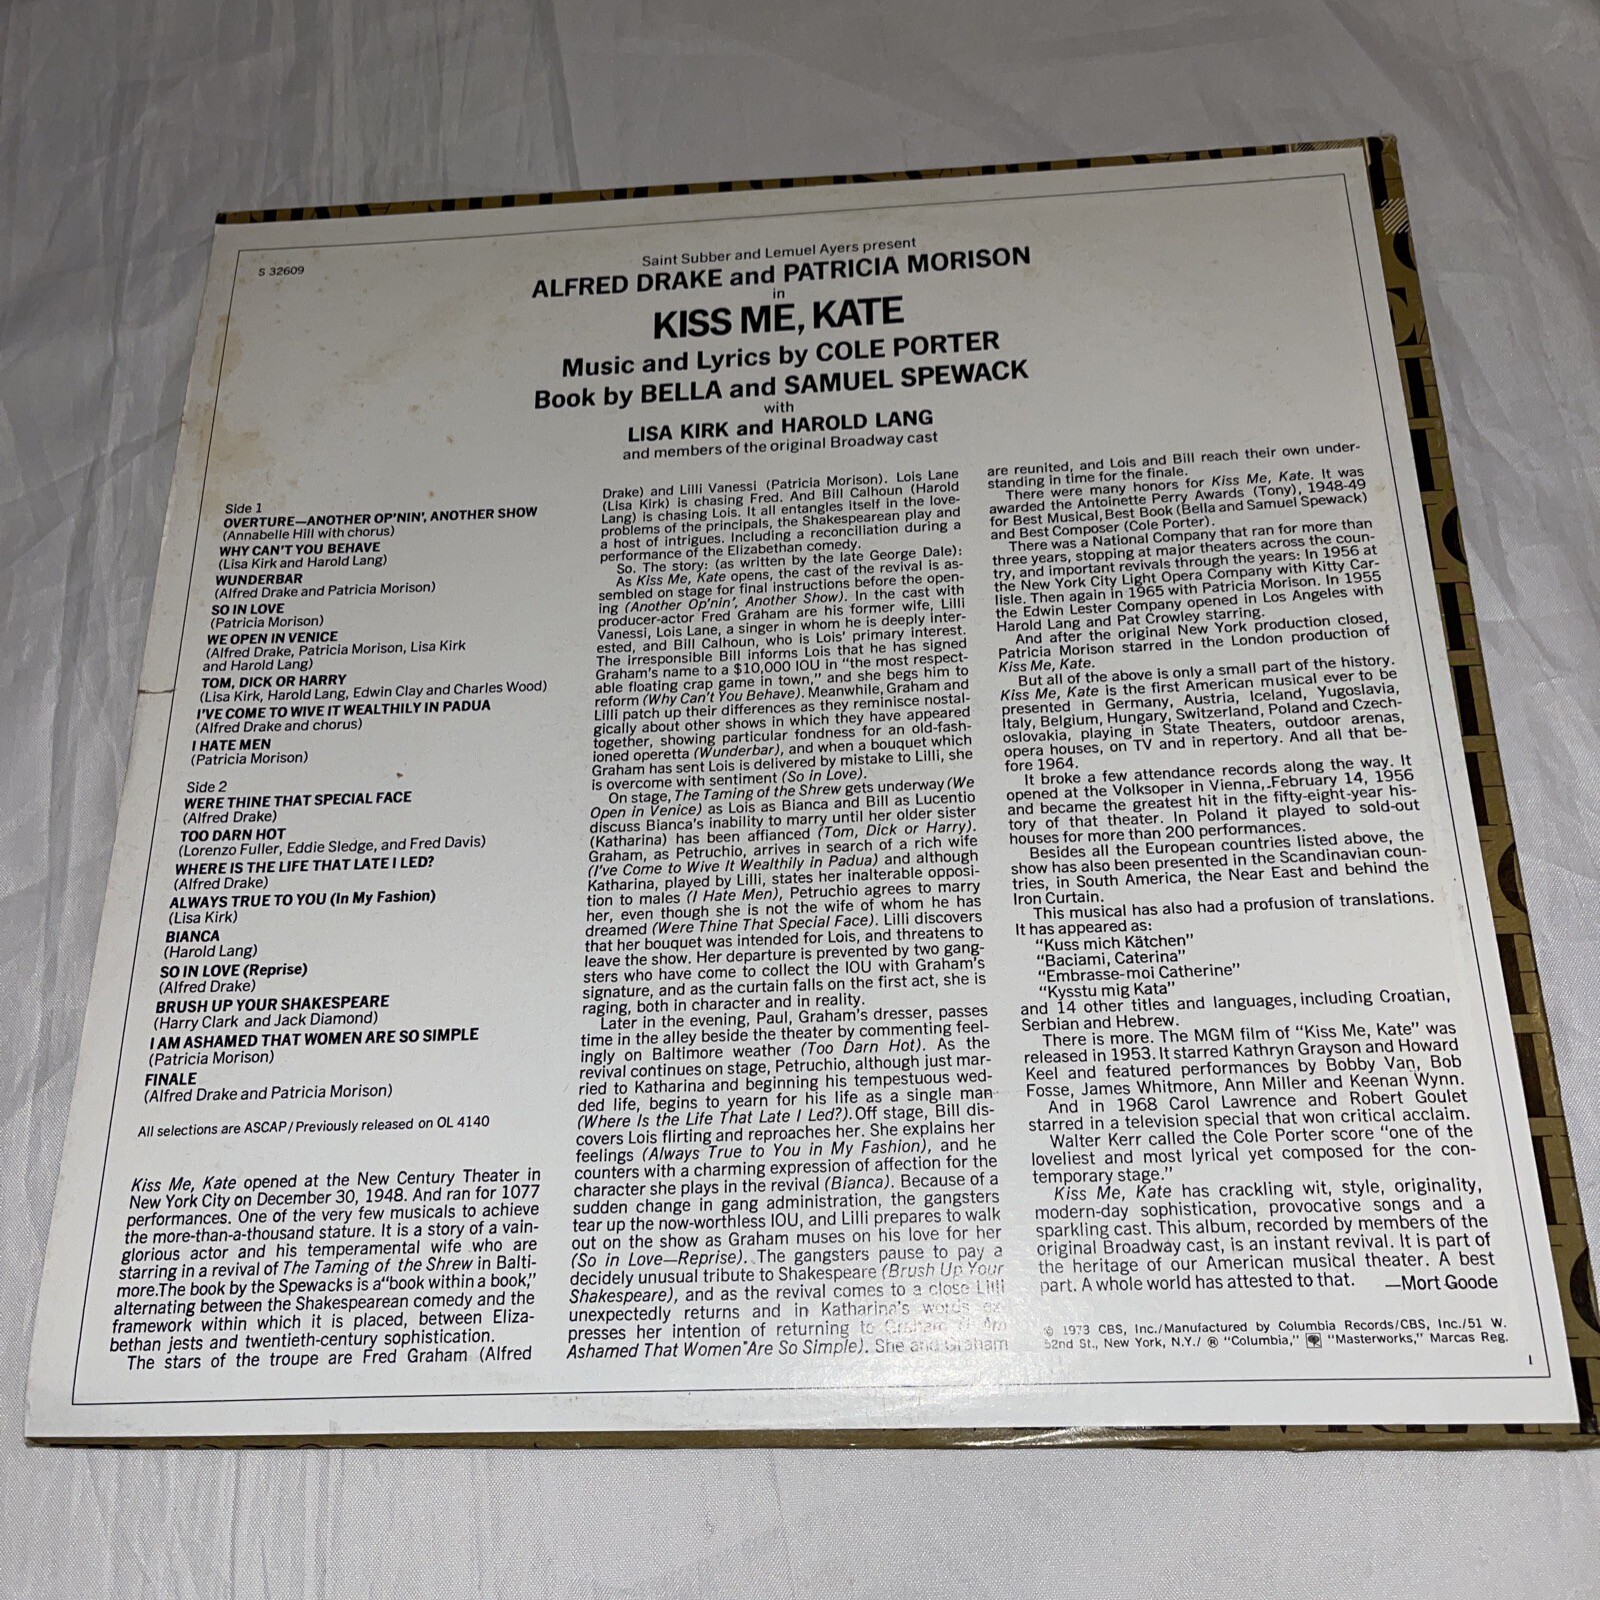 S 32609
Saint Subber and Lemuel Ayers present
ALFRED DRAKE and PATRICIA MORISON
in
KISS ME, KATE
Music and Lyrics by COLE PORTER
Book by BELLA and SAMUEL SPEWACK
with
LISA KIRK and HAROLD LANG
and members of the original Broadway cast
Side 1
OVERTURE—ANOTHER OP'NIN', ANOTHER SHOW
(Annabelle Hill with chorus)
WHY CAN'T YOU BEHAVE
(Lisa Kirk and Harold Lang)
WUNDERBAR
(Alfred Drake and Patricia Morison)
SO IN LOVE
(Patricia Morison)
WE OPEN IN VENICE
(Alfred Drake, Patricia Morison, Lisa Kirk
and Harold Lang)
TOM, DICK OR HARRY
(Lisa Kirk, Harold Lang, Edwin Clay and Charles Wood)
I'VE COME TO WIVE IT WEALTHILY IN PADUA
(Alfred Drake and chorus)
I HATE MEN
(Patricia Morison)
Side 2
WERE THINE THAT SPECIAL FACE
(Alfred Drake)
TOO DARN HOT
(Lorenzo Fuller, Eddie Sledge, and Fred Davis)
WHERE IS THE LIFE THAT LATE I LED?
(Alfred Drake)
ALWAYS TRUE TO YOU (In My Fashion)
(Lisa Kirk)
BIANCA
(Harold Lang)
SO IN LOVE (Reprise)
(Alfred Drake)
BRUSH UP YOUR SHAKESPEARE
(Harry Clark and Jack Diamond)
I AM ASHAMED THAT WOMEN ARE SO SIMPLE
(Patricia Morison)
FINALE
(Alfred Drake and Patricia Morison)
All selections are ASCAP/Previously released on OL 4140
Kiss Me, Kate opened at the New Century Theater in
New York City on December 30, 1948. And ran for 1077
performances. One of the very few musicals to achieve
the more-than-a-thousand stature. It is a story of a vain-
glorious actor and his temperamental wife who are
starring in a revival of The Taming of the Shrew in Balti-
more.The book by the Spewacks is a "book within a book,"
alternating between the Shakespearean comedy and the
framework within which it is placed, between Eliza-
bethan jests and twentieth-century sophistication.
The stars of the troupe are Fred Graham (Alfred
Drake) and Lilli Vanessi (Patricia Morison). Lois Lane
(Lisa Kirk) is chasing Fred. And Bill Calhoun (Harold
Lang) is chasing Lois. It all entangles itself in the love-
problems of the principals, the Shakespearean play and
a host of intrigues. Including a reconciliation during a
performance of the Elizabethan comedy.
So. The story: (as written by the late George Dale):
As Kiss Me, Kate opens, the cast of the revival is as-
sembled on stage for final instructions before the open-
ing (Another Op'nin', Another Show). In the cast with
producer-actor Fred Graham are his former wife, Lilli
Vanessi, Lois Lane, a singer in whom he is deeply inter-
ested, and Bill Calhoun, who is Lois' primary interest.
The irresponsible Bill informs Lois that he has signed
Graham's name to a $10,000 IOU in "the most respect-
able floating crap game in town," and she begs him to
reform (Why Can't You Behave). Meanwhile, Graham and
Lilli patch up their differences as they reminisce nostal-
gically about other shows in which they have appeared
together, showing particular fondness for an old-fash-
ioned operetta (Wunderbar), and when a bouquet which
Graham has sent Lois is delivered by mistake to Lilli, she
is overcome with sentiment (So in Love).
On stage, The Taming of the Shrew gets underway (We
Open in Venice) as Lois as Bianca and Bill as Lucentio
discuss Bianca's inability to marry until her older sister
(Katharina) has been affianced (Tom, Dick or Harry).
Graham, as Petruchio, arrives in search of a rich wife
(I've Come to Wive It Wealthily in Padua) and although
Katharina, played by Lilli, states her inalterable opposi-
tion to males (I Hate Men), Petruchio agrees to marry
her, even though she is not the wife of whom he has
dreamed (Were Thine That Special Face). Lilli discovers
that her bouquet was intended for Lois, and threatens to
leave the show. Her departure is prevented by two gang-
sters who have come to collect the IOU with Graham's
signature, and as the curtain falls on the first act, she is
raging, both in character and in reality.
Later in the evening, Paul, Graham's dresser, passes
time in the alley beside the theater by commenting feel-
ingly on Baltimore weather (Too Darn Hot). As the
revival continues on stage, Petruchio, although just mar-
ried to Katharina and beginning his tempestuous wed-
ded life, begins to yearn for his life as a single man
(Where Is the Life That Late I Led?). Off stage, Bill dis-
covers Lois flirting and reproaches her. She explains her
feelings (Always True to You in My Fashion), and he
counters with a charming expression of affection for the
character she plays in the revival (Bianca). Because of a
sudden change in gang administration, the gangsters
tear up the now-worthless IOU, and Lilli prepares to walk
out on the show as Graham muses on his love for her
(So in Love—Reprise). The gangsters pause to pay a
decidely unusual tribute to Shakespeare (Brush Up Your
Shakespeare), and as the revival comes to a close Lilli
unexpectedly returns and in Katharina's words ex-
presses her intention of returning to Graham (I Am
Ashamed That Women Are So Simple). She and Graham
are reunited, and Lois and Bill reach their own under-
standing in time for the finale.
There were many honors for Kiss Me, Kate. It was
awarded the Antoinette Perry Awards (Tony), 1948-49
for Best Musical, Best Book (Bella and Samuel Spewack)
and Best Composer (Cole Porter).
There was a National Company that ran for more than
three years, stopping at major theaters across the coun-
try, and important revivals through the years: In 1956 at
the New York City Light Opera Company with Kitty Car-
lisle. Then again in 1965 with Patricia Morison. In 1955
the Edwin Lester Company opened in Los Angeles with
Harold Lang and Pat Crowley starring.
And after the original New York production closed,
Patricia Morison starred in the London production of
Kiss Me, Kate.
But all of the above is only a small part of the history.
Kiss Me, Kate is the first American musical ever to be
presented in Germany, Austria, Iceland, Yugoslavia,
Italy, Belgium, Hungary, Switzerland, Poland and Czech-
oslovakia, playing in State Theaters, outdoor arenas,
opera houses, on TV and in repertory. And all that be-
fore 1964.
It broke a few attendance records along the way. It
opened at the Volksoper in Vienna, February 14, 1956
and became the greatest hit in the fifty-eight-year his-
tory of that theater. In Poland it played to sold-out
houses for more than 200 performances.
Besides all the European countries listed above, the
show has also been presented in the Scandinavian coun-
tries, in South America, the Near East and behind the
Iron Curtain.
This musical has also had a profusion of translations.
It has appeared as:
"Kuss mich Kätchen"
"Baciami, Caterina"
"Embrasse-moi Catherine"
"Kysstu mig Kata"
and 14 other titles and languages, including Croatian,
Serbian and Hebrew.
There is more. The MGM film of "Kiss Me, Kate" was
released in 1953. It starred Kathryn Grayson and Howard
Keel and featured performances by Bobby Van, Bob
Fosse, James Whitmore, Ann Miller and Keenan Wynn.
And in 1968 Carol Lawrence and Robert Goulet
starred in a television special that won critical acclaim.
Walter Kerr called the Cole Porter score "one of the
loveliest and most lyrical yet composed for the con-
temporary stage."
Kiss Me, Kate has crackling wit, style, originality,
modern-day sophistication, provocative songs and a
sparkling cast. This album, recorded by members of the
original Broadway cast, is an instant revival. It is part of
the heritage of our American musical theater. A best
part. A whole world has attested to that. —Mort Goode
© 1973 CBS, Inc./Manufactured by Columbia Records/CBS, Inc./51 W.
52nd St., New York, N.Y./ ® "Columbia," "Masterworks," Marcas Reg.
1